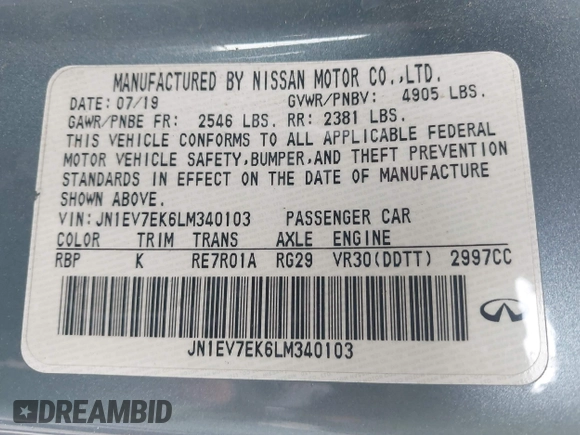 MANUFACTURED BY NISSAN MOTOR CO.,LTD.
DATE: 07/19 GVWR/PNBV: 4905 LBS.
GAWR/PNBE FR: 2546 LBS. RR: 2381 LBS.
THIS VEHICLE CONFORMS TO ALL APPLICABLE FEDERAL
MOTOR VEHICLE SAFETY,BUMPER,AND THEFT PREVENTION
STANDARDS IN EFFECT ON THE DATE OF MANUFACTURE
SHOWN ABOVE.
VIN:JN1EV7EK6LM340103 PASSENGER CAR
COLOR TRIM TRANS AXLE ENGINE
RBP K RE7R01A RG29 VR30(DDTT) 2997CC
JN1EV7EK6LM340103
DREAMBID